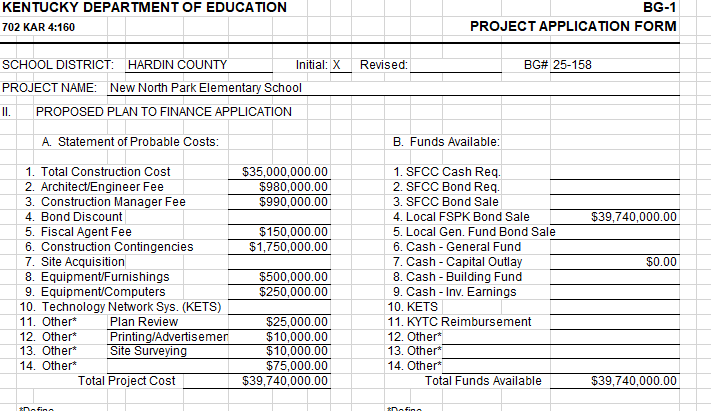 KENTUCKY DEPARTMENT OF EDUCATION BG-1
702 KAR 4:160 PROJECT APPLICATION FORM
SCHOOL DISTRICT: HARDIN COUNTY Initial: X Revised: BG# 25-158
PROJECT NAME: New North Park Elementary School
II. PROPOSED PLAN TO FINANCE APPLICATION
A. Statement of Probable Costs: B. Funds Available:
1. Total Construction Cost $35,000,000.00 1. SFCC Cash Req.
2. Architect/Engineer Fee $980,000.00 2. SFCC Bond Req.
3. Construction Manager Fee $990,000.00 3. SFCC Bond Sale
4. Bond Discount 4. Local FSPK Bond Sale $39,740,000.00
5. Fiscal Agent Fee $150,000.00 5. Local Gen. Fund Bond Sale
6. Construction Contingencies $1,750,000.00 6. Cash - General Fund
7. Site Acquisition 7. Cash - Capital Outlay $0.00
8. Equipment/Furnishings $500,000.00 8. Cash - Building Fund
9. Equipment/Computers $250,000.00 9. Cash - Inv. Earnings
10. Technology Network Sys. (KETS) 10. KETS
11. Other* Plan Review $25,000.00 11. KYTC Reimbursement
12. Other* Printing/Advertisemen $10,000.00 12. Other*
13. Other* Site Surveying $10,000.00 13. Other*
14. Other* $75,000.00 14. Other*
Total Project Cost $39,740,000.00 Total Funds Available $39,740,000.00
*Define *Define